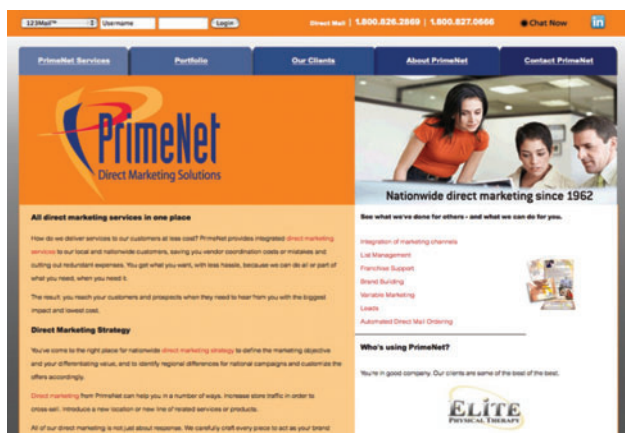 123Mail™ Username Login Direct Mail | 1.800.826.2869 | 1.800.827.0666 Chat Now in
PrimeNet Services Portfolio Our Clients About PrimeNet Contact PrimeNet
PrimeNet
Direct Marketing Solutions
Nationwide direct marketing since 1962
All direct marketing services in one place
How do we deliver services to our customers at less cost? PrimeNet provides integrated direct marketing
services to our local and nationwide customers, saving you vendor coordination costs or mistakes and
cutting out redundant expenses. You get what you want, with less hassle, because we can do all or part of
what you need, when you need it.
The result: you reach your customers and prospects when they need to hear from you with the biggest
impact and lowest cost.
Direct Marketing Strategy
You've come to the right place for nationwide direct marketing strategy to define the marketing objective
and your differentiating value, and to identify regional differences for national campaigns and customize the
offers accordingly.
Direct marketing from PrimeNet can help you in a number of ways. Increase store traffic in order to
cross-sell. Introduce a new location or new line of related services or products.
All of our direct marketing is not just about response. We carefully craft every piece to act as your brand
See what we've done for others - and what we can do for you.
Integration of marketing channels
List Management
Franchise Support
Brand Building
Variable Marketing
Leads
Automated Direct Mail Ordering
Who's using PrimeNet?
You're in good company. Our clients are some of the best of the best.
ELITE
PHYSICAL THERAPY